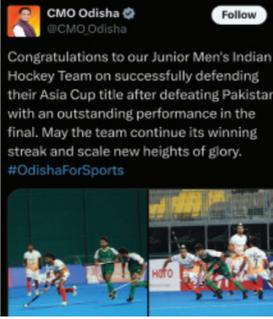 CMO Odisha
Follow
@CMO_Odisha
Congratulations to our Junior Men's Indian
Hockey Team on successfully defending
their Asia Cup title after defeating Pakistan
with an outstanding performance in the
final. May the team continue its winning
streak and scale new heights of glory.
#OdishaForSports
HOTO